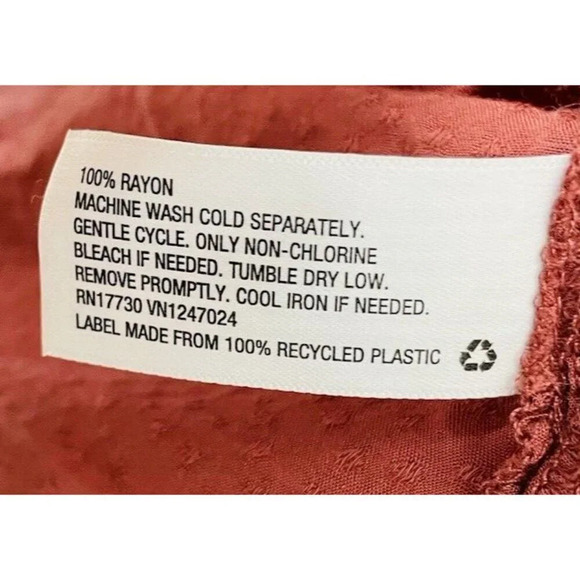 100% RAYON
MACHINE WASH COLD SEPARATELY.
GENTLE CYCLE. ONLY NON-CHLORINE
BLEACH IF NEEDED. TUMBLE DRY LOW.
REMOVE PROMPTLY. COOL IRON IF NEEDED.
RN17730 VN1247024
LABEL MADE FROM 100% RECYCLED PLASTIC